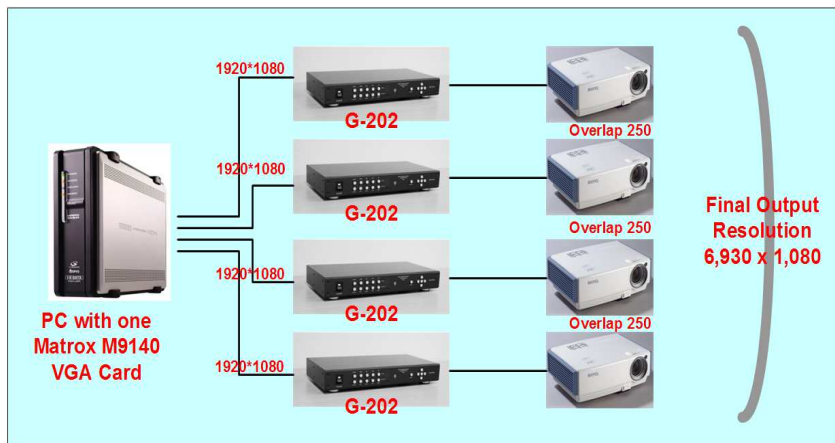 1920*1080
G-202
Overlap 250
1920*1080
G-202
Overlap 250
1920*1080
G-202
Overlap 250
1920*1080
G-202
PC with one
Matrox M9140
VGA Card
Final Output
Resolution
6,930 x 1,080